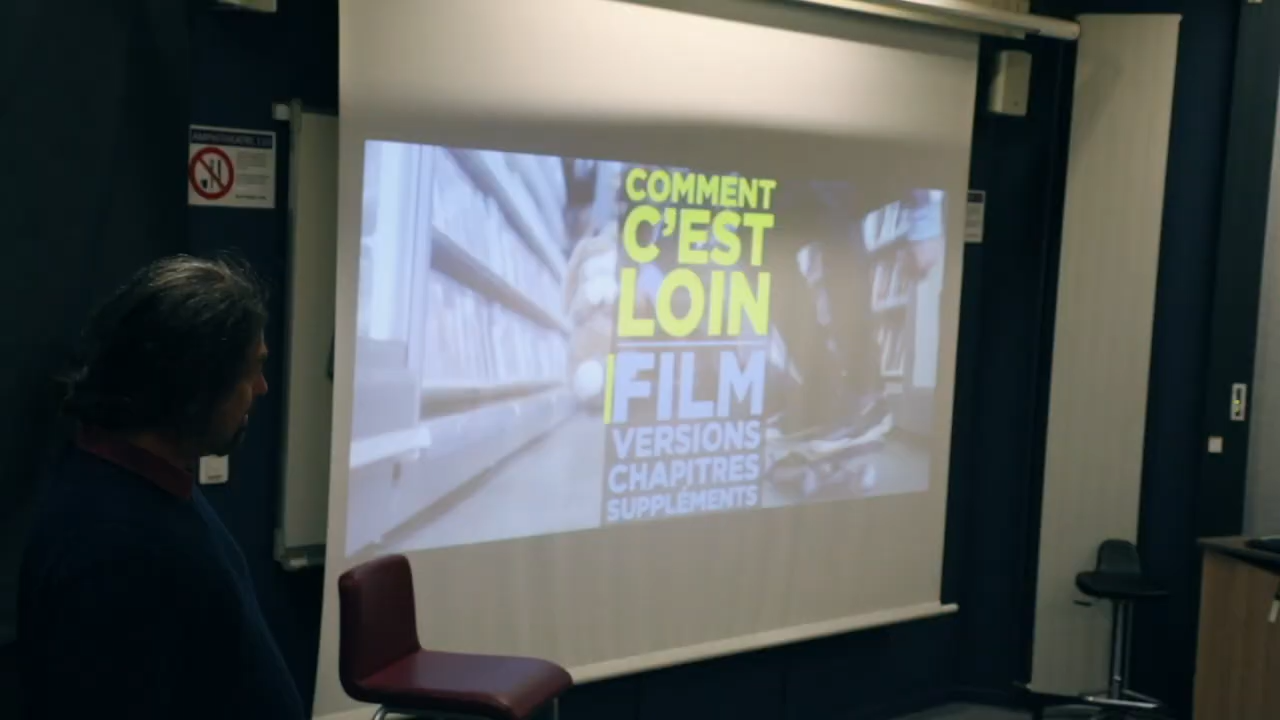 COMMENT
C'EST
LOIN
FILM
VERSIONS
CHAPITRES
SUPPLÉMENTS